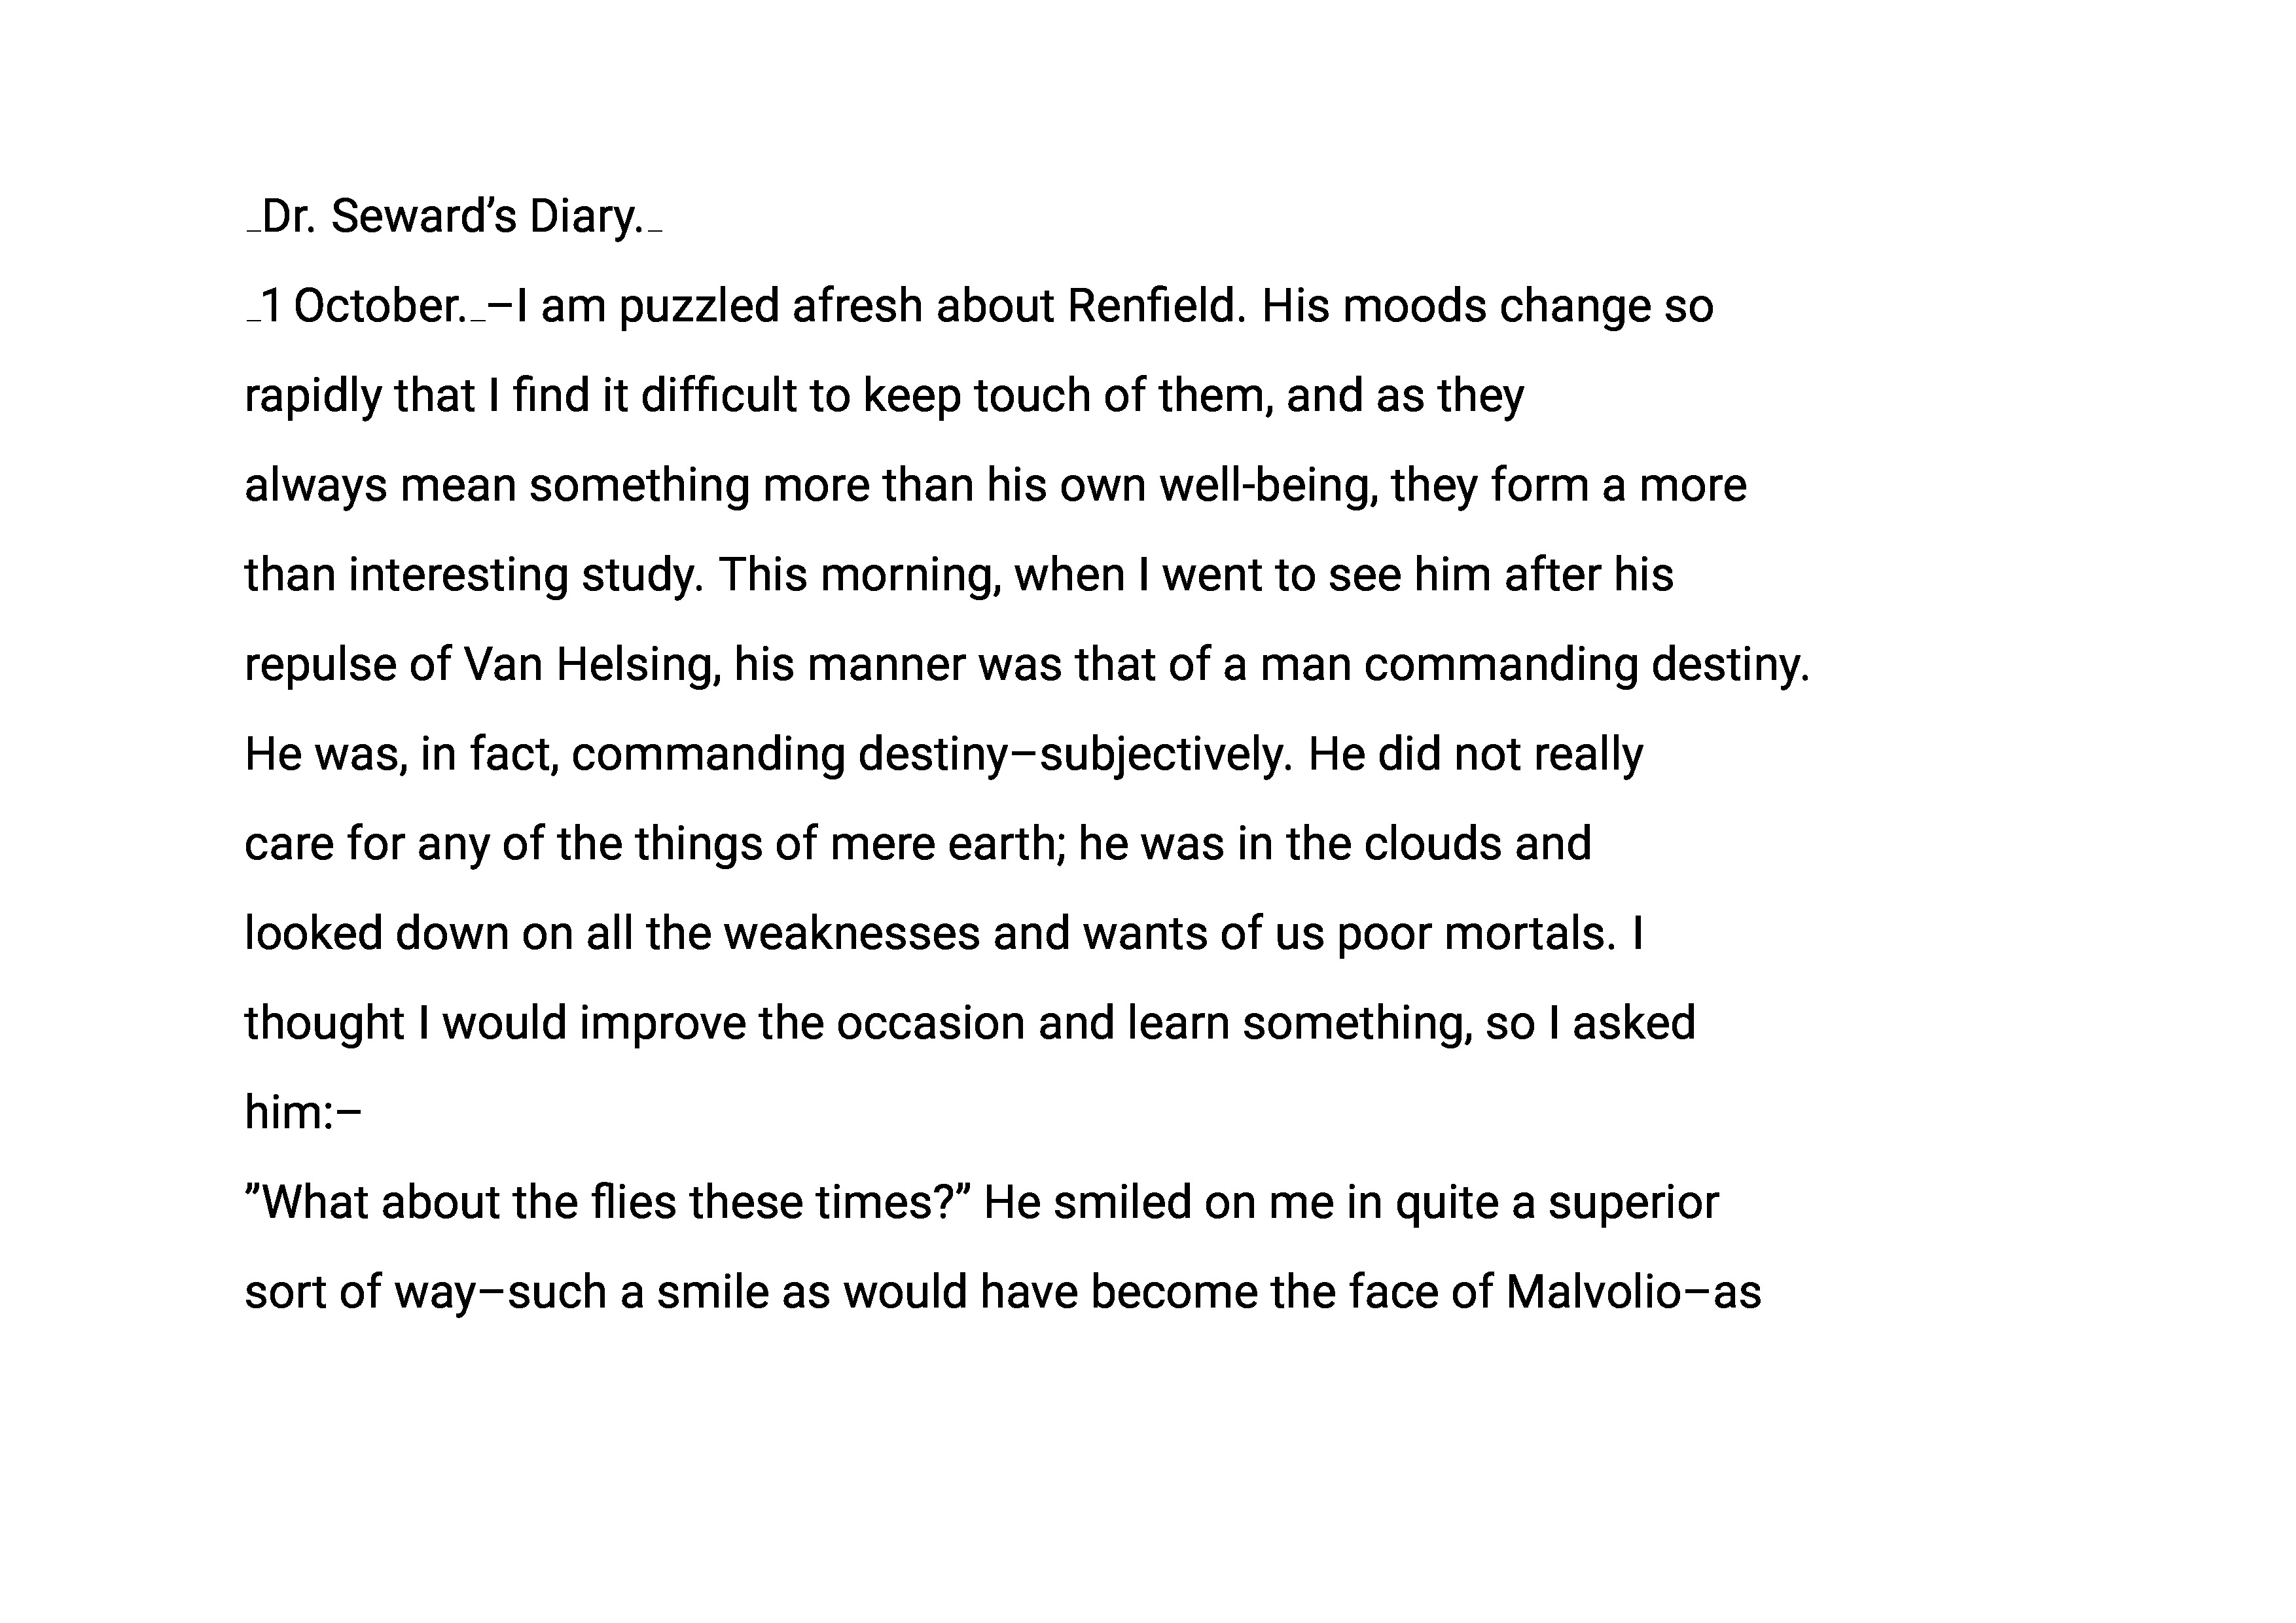 _Dr. Seward’s Diary._
_1 October._–I am puzzled afresh about Renfield. His moods change so
rapidly that I find it difficult to keep touch of them, and as they
always mean something more than his own well-being, they form a more
than interesting study. This morning, when I went to see him after his
repulse of Van Helsing, his manner was that of a man commanding destiny.
He was, in fact, commanding destiny–subjectively. He did not really
care for any of the things of mere earth; he was in the clouds and
looked down on all the weaknesses and wants of us poor mortals. I
thought I would improve the occasion and learn something, so I asked
him:–
”What about the flies these times?” He smiled on me in quite a superior
sort of way–such a smile as would have become the face of Malvolio–as